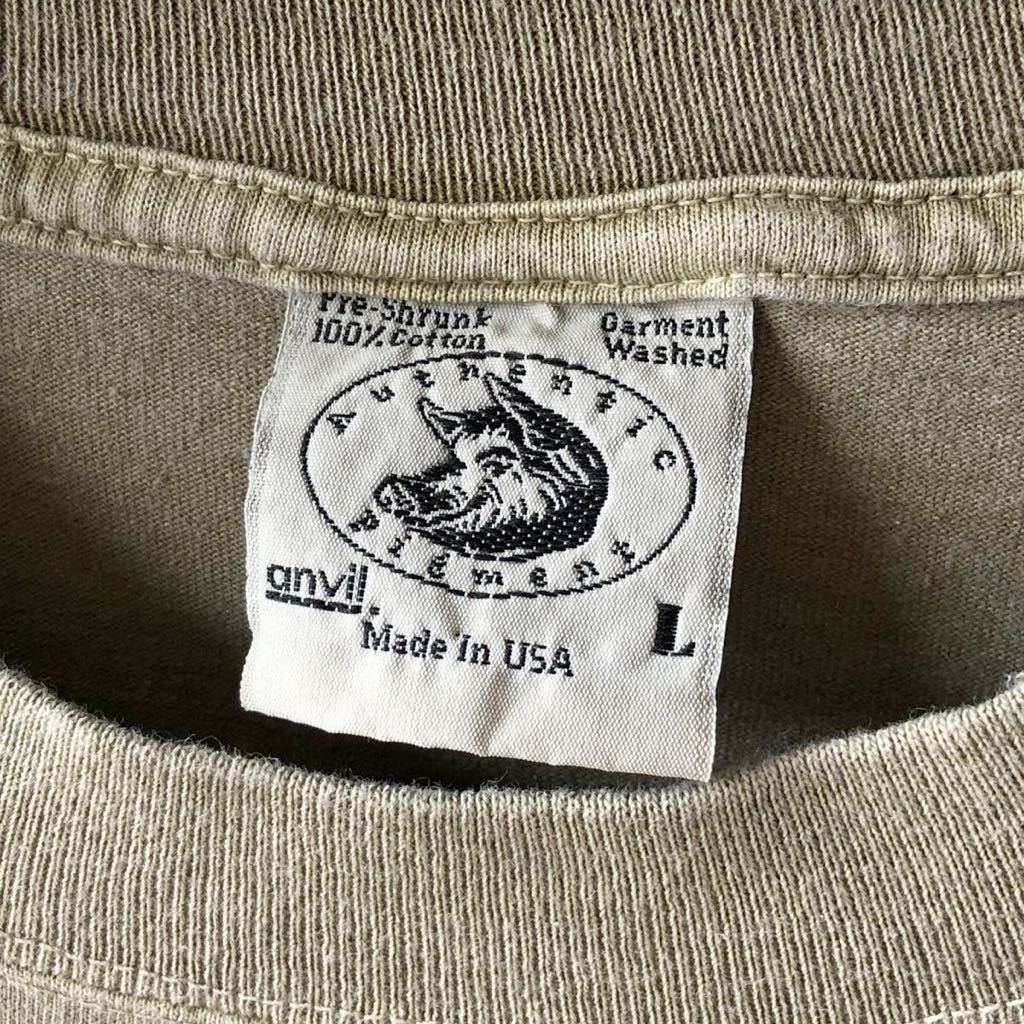 Pre-Shrunk
100% Cotton
Garment
Washed
Authentic
pigment
anvil.
Made In USA
L